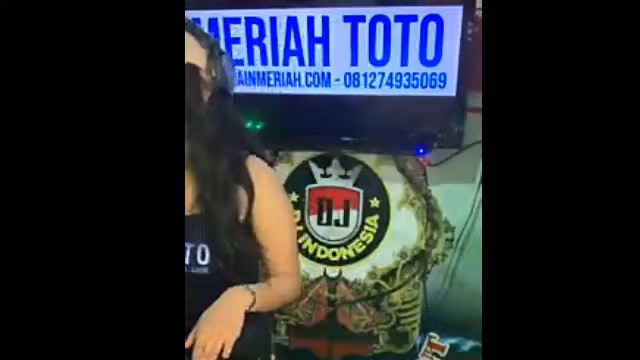 MERIAH TOTO
AINMERIAH.COM - 081274935069
DJ
DJ INDONESIA
TO